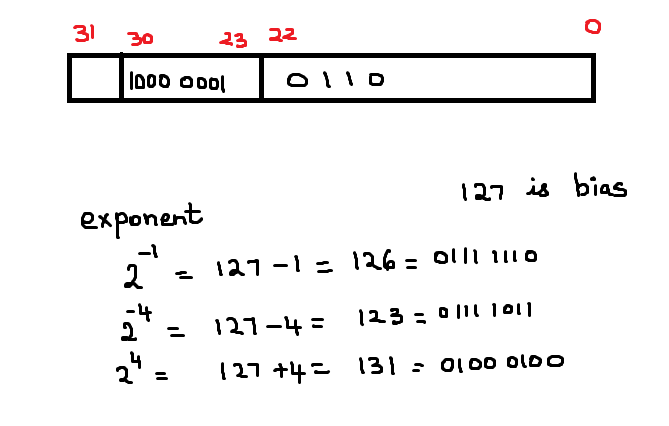 31 30 23 22 0
1000 0001 0110
127 is bias
exponent
2^-1 = 127 - 1 = 126 = 0111 1110
2^-4 = 127 - 4 = 123 = 0111 1011
2^4 = 127 + 4 = 131 = 0100 0100